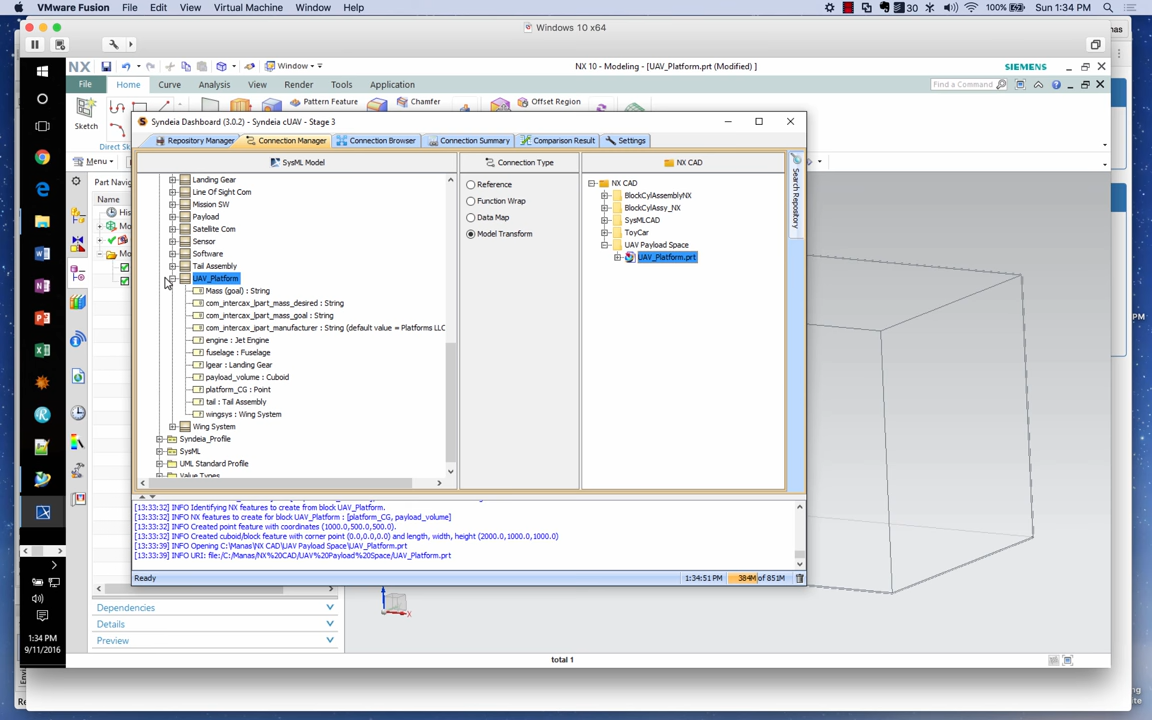 VMware Fusion File Edit View Virtual Machine Window Help 30 100% Sun 1:34 PM
Windows 10 x64
NX Window NX 10 - Modeling - [UAV_Platform.prt (Modified) ] SIEMENS
File Home Curve Analysis View Render Tools Application Find a Command
Sketch Pattern Feature Chamfer Offset Region
Direct Sk
Menu
Part Nav
Name
Syndeia Dashboard (3.0.2) - Syndeia cUAV - Stage 3
Repository Manager Connection Manager Connection Browser Connection Summary Comparison Result Settings
SysML Model Connection Type NX CAD
Search Repository
Landing Gear
Line Of Sight Com
Mission SW
Payload
Satellite Com
Sensor
Software
Tail Assembly
UAV_Platform
Mass (goal) : String
com_intercax_lpart_mass_desired : String
com_intercax_lpart_mass_goal : String
com_intercax_lpart_manufacturer : String (default value = Platforms LLC
engine : Jet Engine
fuselage : Fuselage
lgear : Landing Gear
payload_volume : Cuboid
platform_CG : Point
tail : Tail Assembly
wingsys : Wing System
Wing System
Syndeia_Profile
SysML
UML Standard Profile
Value Types
Reference
Function Wrap
Data Map
Model Transform
NX CAD
BlockCylAssemblyNX
BlockCylAssy_NX
SysMLCAD
ToyCar
UAV Payload Space
UAV_Platform.prt
[13:33:32] INFO Identifying NX features to create from block UAV_Platform.
[13:33:32] INFO NX features to create for block UAV_Platform : [platform_CG, payload_volume]
[13:33:32] INFO Created point feature with coordinates (1000.0,500.0,500.0).
[13:33:32] INFO Created cuboid/block feature with corner point (0.0,0.0,0.0) and length, width, height (2000.0,1000.0,1000.0)
[13:33:39] INFO Opening C:\Manas\NX CAD\UAV Payload Space\UAV_Platform.prt
[13:33:39] INFO URI: file:/C:/Manas/NX%20CAD/UAV%20Payload%20Space/UAV_Platform.prt
Ready 1:34:51 PM 384M of 851M
Dependencies
Details
Preview
X
total 1
1:34 PM
9/11/2016